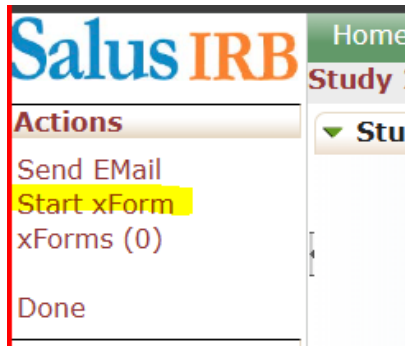 Salus IRB
Home
Study
Actions
Stu
Send EMail
Start xForm
xForms (0)
Done